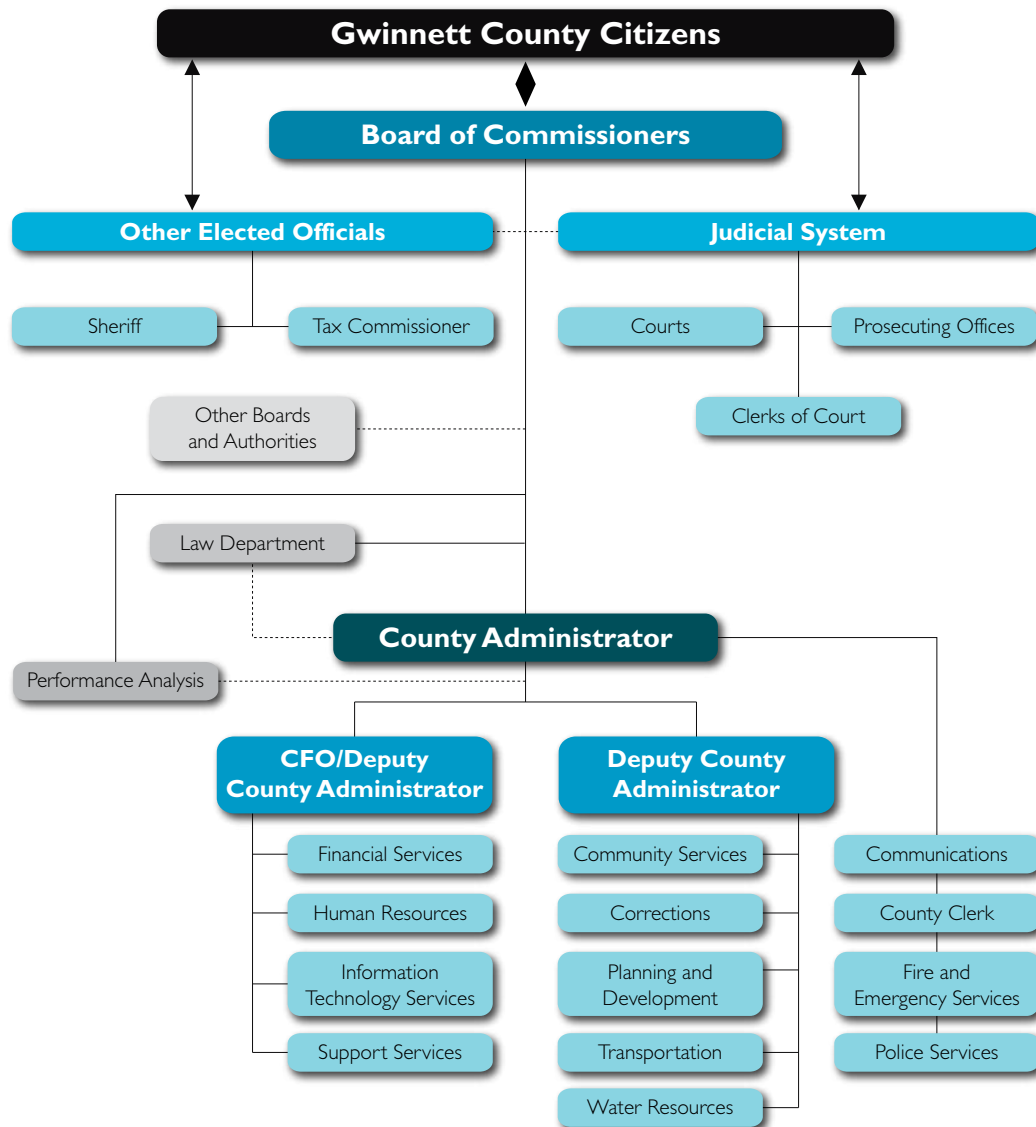 Gwinnett County Citizens
Board of Commissioners
Other Elected Officials
Judicial System
Sheriff
Tax Commissioner
Courts
Prosecuting Offices
Clerks of Court
Other Boards
and Authorities
Law Department
County Administrator
Performance Analysis
CFO/Deputy
County Administrator
Deputy County
Administrator
Financial Services
Human Resources
Information
Technology Services
Support Services
Community Services
Corrections
Planning and
Development
Transportation
Water Resources
Communications
County Clerk
Fire and
Emergency Services
Police Services